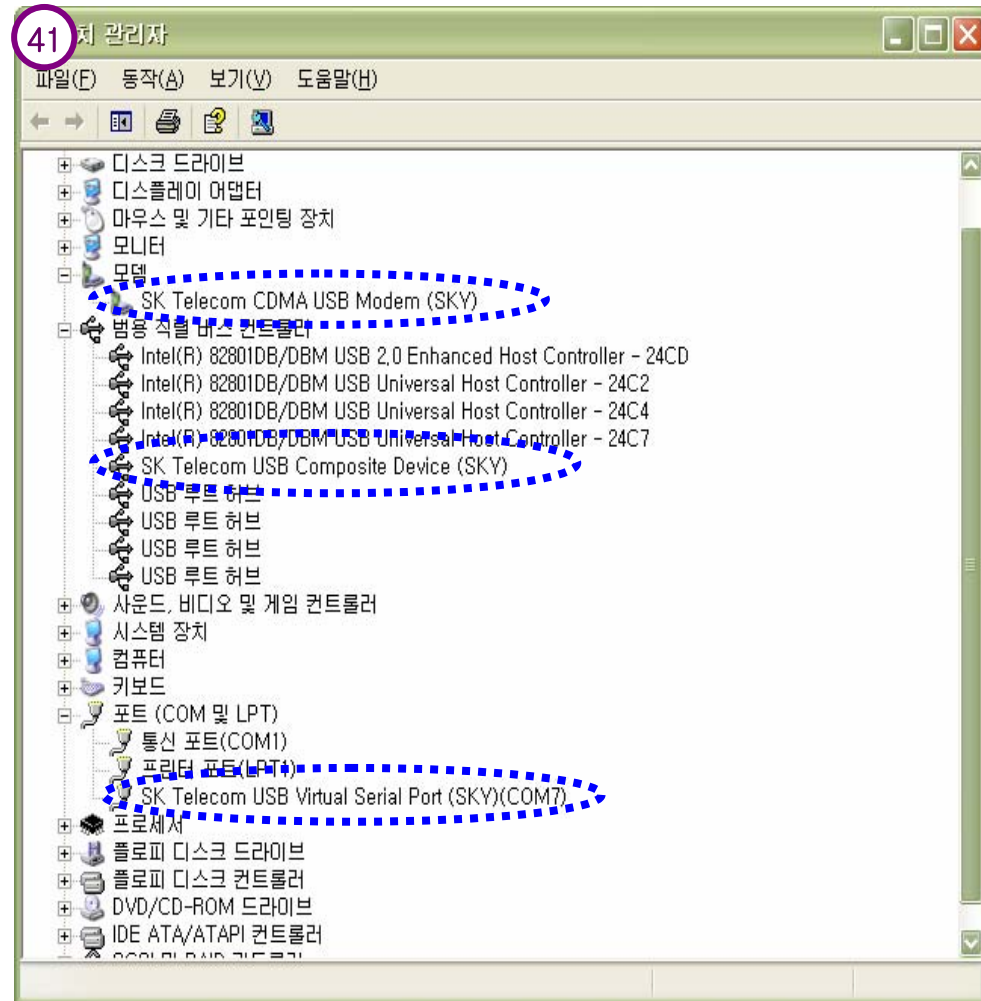 41
치 관리자
파일(F) 동작(A) 보기(V) 도움말(H)
디스크 드라이브
디스플레이 어댑터
마우스 및 기타 포인팅 장치
모니터
모뎀
SK Telecom CDMA USB Modem (SKY)
범용 직렬 버스 컨트롤러
Intel(R) 82801DB/DBM USB 2,0 Enhanced Host Controller - 24CD
Intel(R) 82801DB/DBM USB Universal Host Controller - 24C2
Intel(R) 82801DB/DBM USB Universal Host Controller - 24C4
Intel(R) 82801DB/DBM USB Universal Host Controller - 24C7
SK Telecom USB Composite Device (SKY)
USB 루트 허브
USB 루트 허브
USB 루트 허브
USB 루트 허브
사운드, 비디오 및 게임 컨트롤러
시스템 장치
컴퓨터
키보드
포트 (COM 및 LPT)
통신 포트(COM1)
프린터 포트(LPT1)
SK Telecom USB Virtual Serial Port (SKY)(COM7)
프로세서
플로피 디스크 드라이브
플로피 디스크 컨트롤러
DVD/CD-ROM 드라이브
IDE ATA/ATAPI 컨트롤러